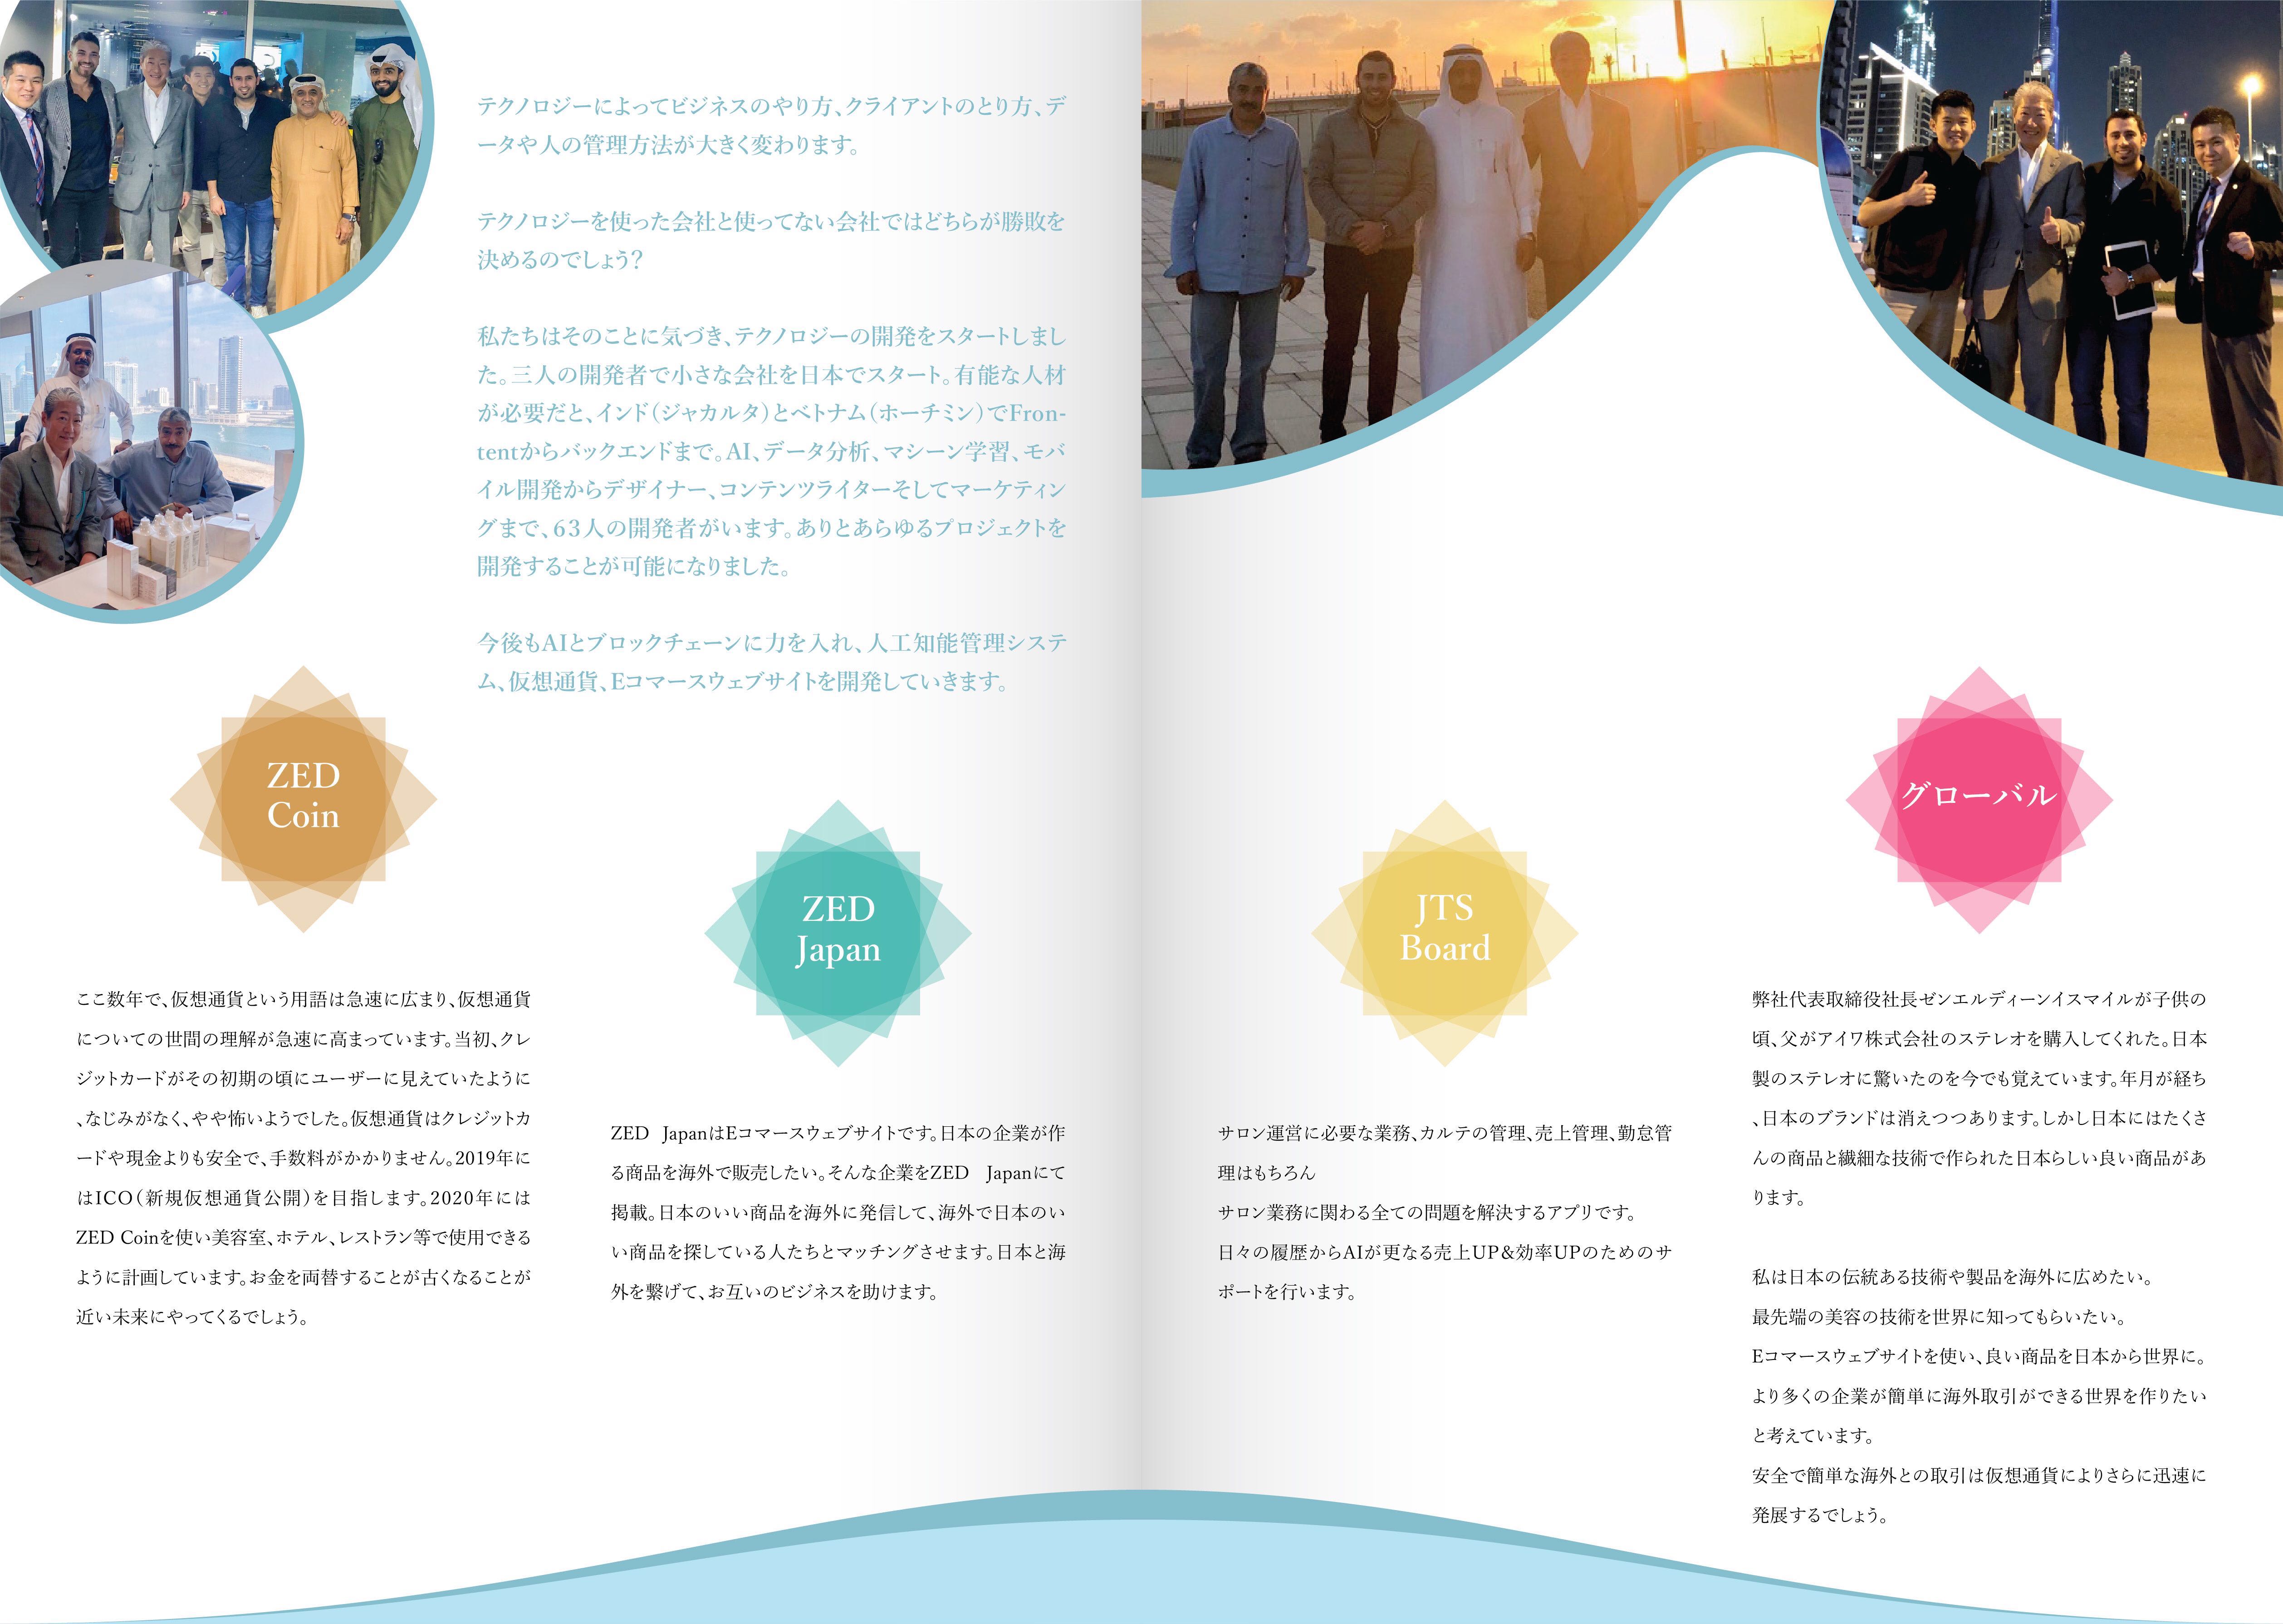 テクノロジーによってビジネスのやり方、クライアントのとり方、デ
ータや人の管理方法が大きく変わります。
テクノロジーを使った会社と使ってない会社ではどちらが勝敗を
決めるのでしょう?
私たちはそのことに気づき、テクノロジーの開発をスタートしまし
た。三人の開発者で小さな会社を日本でスタート。有能な人材
が必要だと、インド(ジャカルタ)とベトナム(ホーチミン)でFron-
tentからバックエンドまで。AI、データ分析、マシーン学習、モバ
イル開発からデザイナー、コンテンツライターそしてマーケティン
グまで、63人の開発者がいます。ありとあらゆるプロジェクトを
開発することが可能になりました。
今後もAIとブロックチェーンに力を入れ、人工知能管理システ
ム、仮想通貨、Eコマースウェブサイトを開発していきます。
ZED
Coin
ここ数年で、仮想通貨という用語は急速に広まり、仮想通貨
についての世間の理解が急速に高まっています。当初、クレ
ジットカードがその初期の頃にユーザーに見えていたように
、なじみがなく、やや怖いようでした。仮想通貨はクレジットカ
ードや現金よりも安全で、手数料がかかりません。2019年に
はICO(新規仮想通貨公開)を目指します。2020年には
ZED Coinを使い美容室、ホテル、レストラン等で使用できる
ように計画しています。お金を両替することが古くなることが
近い未来にやってくるでしょう。
ZED
Japan
ZED JapanはEコマースウェブサイトです。日本の企業が作
る商品を海外で販売したい。そんな企業をZED Japanにて
掲載。日本のいい商品を海外に発信して、海外で日本のい
い商品を探している人たちとマッチングさせます。日本と海
外を繋げて、お互いのビジネスを助けます。
JTS
Board
サロン運営に必要な業務、カルテの管理、売上管理、勤怠管
理はもちろん
サロン業務に関わる全ての問題を解決するアプリです。
日々の履歴からAIが更なる売上UP&効率UPのためのサ
ポートを行います。
グローバル
弊社代表取締役社長ゼンエルディーンイスマイルが子供の
頃、父がアイワ株式会社のステレオを購入してくれた。日本
製のステレオに驚いたのを今でも覚えています。年月が経ち
、日本のブランドは消えつつあります。しかし日本にはたくさ
んの商品と繊細な技術で作られた日本らしい良い商品があ
ります。
私は日本の伝統ある技術や製品を海外に広めたい。
最先端の美容の技術を世界に知ってもらいたい。
Eコマースウェブサイトを使い、良い商品を日本から世界に。
より多くの企業が簡単に海外取引ができる世界を作りたい
と考えています。
安全で簡単な海外との取引は仮想通貨によりさらに迅速に
発展するでしょう。